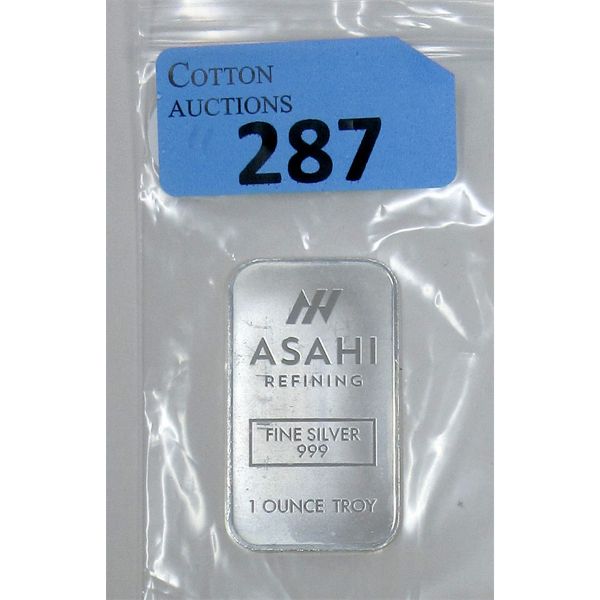 COTTON
AUCTIONS
287
ASAHI
REFINING
FINE SILVER
999
1 OUNCE TROY